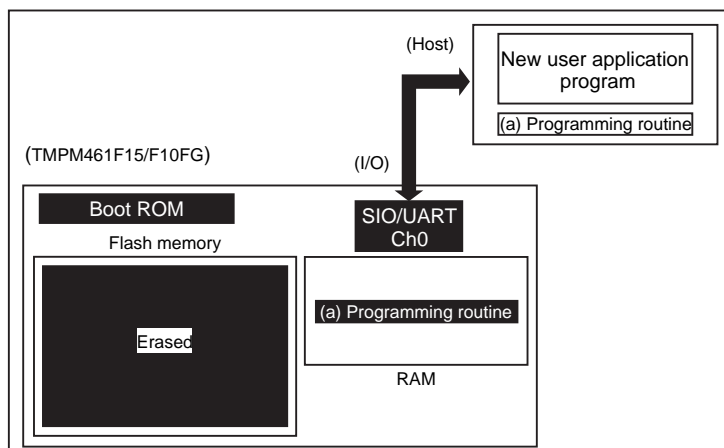 (Host)
New user application
program
(a) Programming routine
(TMPM461F15/F10FG)
(I/O)
Boot ROM
SIO/UART
Ch0
Flash memory
(a) Programming routine
Erased
RAM